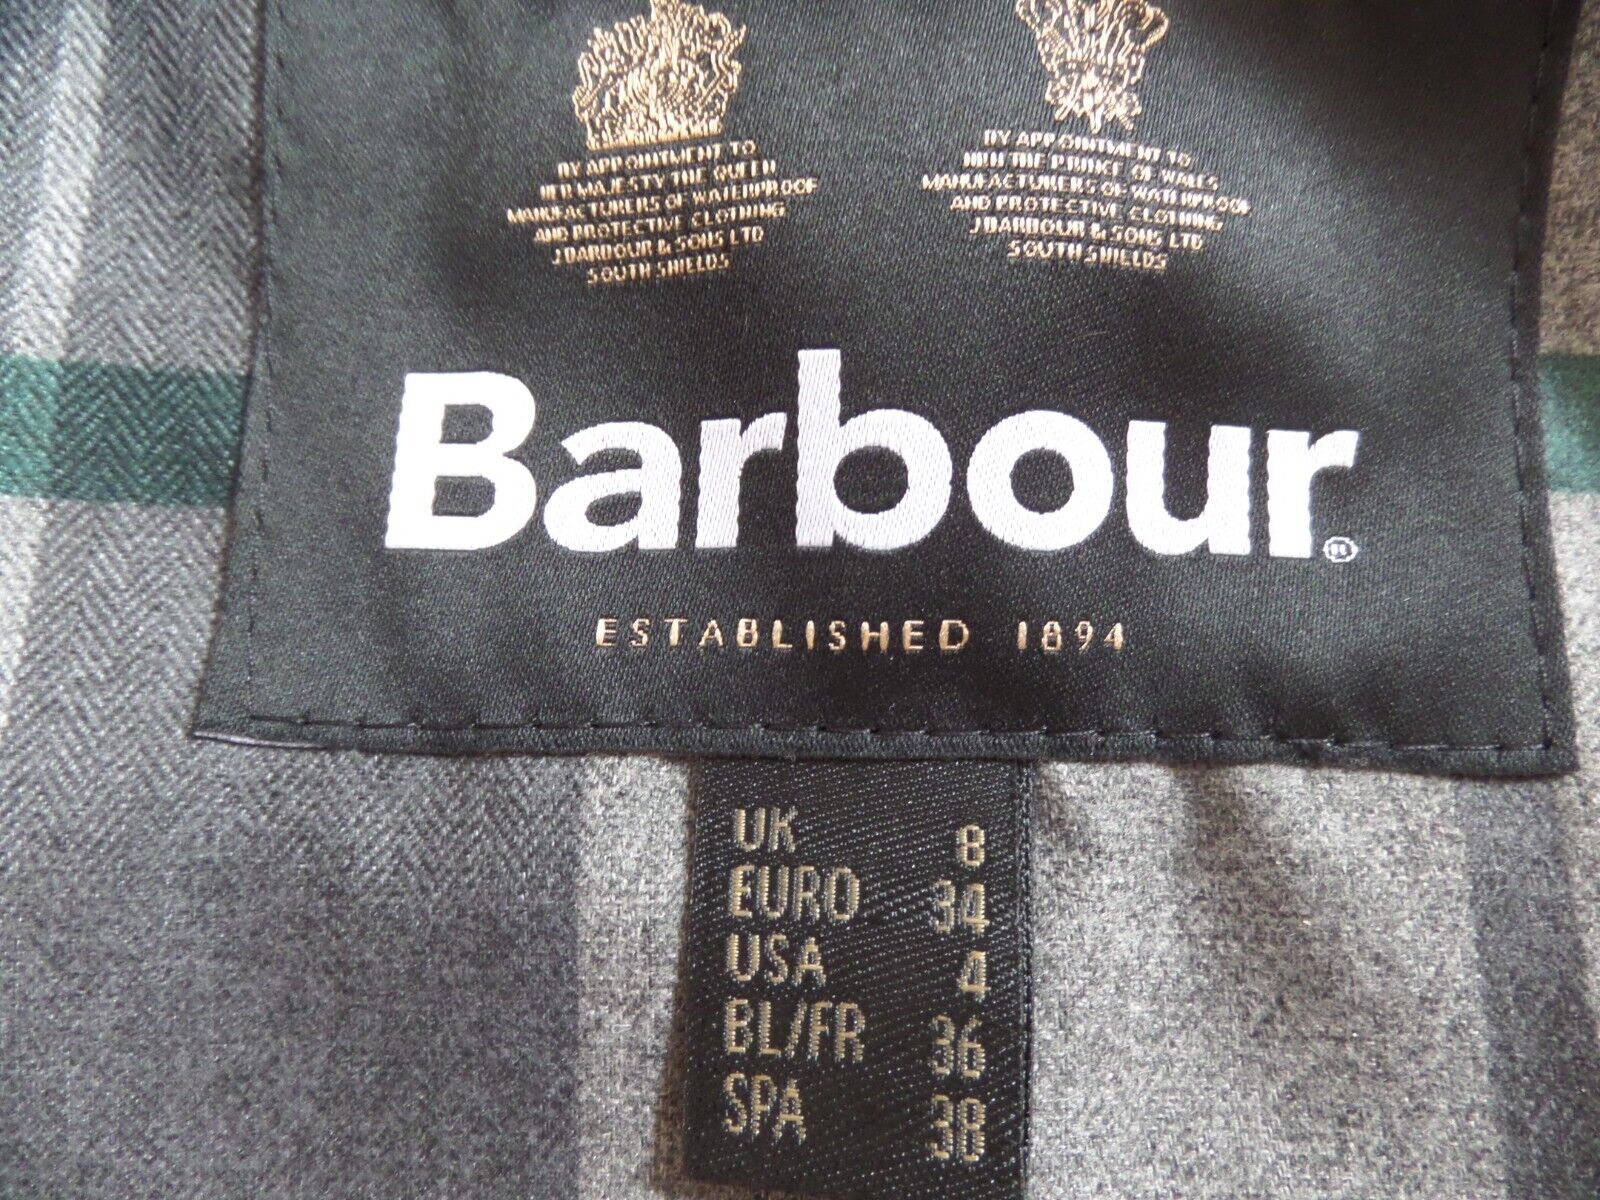 BY APPOINTMENT TO
HER MAJESTY THE QUEEN
MANUFACTURERS OF WATERPROOF
AND PROTECTIVE CLOTHING
J BARBOUR & SONS LTD
SOUTH SHIELDS
BY APPOINTMENT TO
HRH THE PRINCE OF WALES
MANUFACTURERS OF WATERPROOF
AND PROTECTIVE CLOTHING
J BARBOUR & SONS LTD
SOUTH SHIELDS
Barbour®
ESTABLISHED 1894
UK 8
EURO 34
USA 4
BL/FR 36
SPA 38